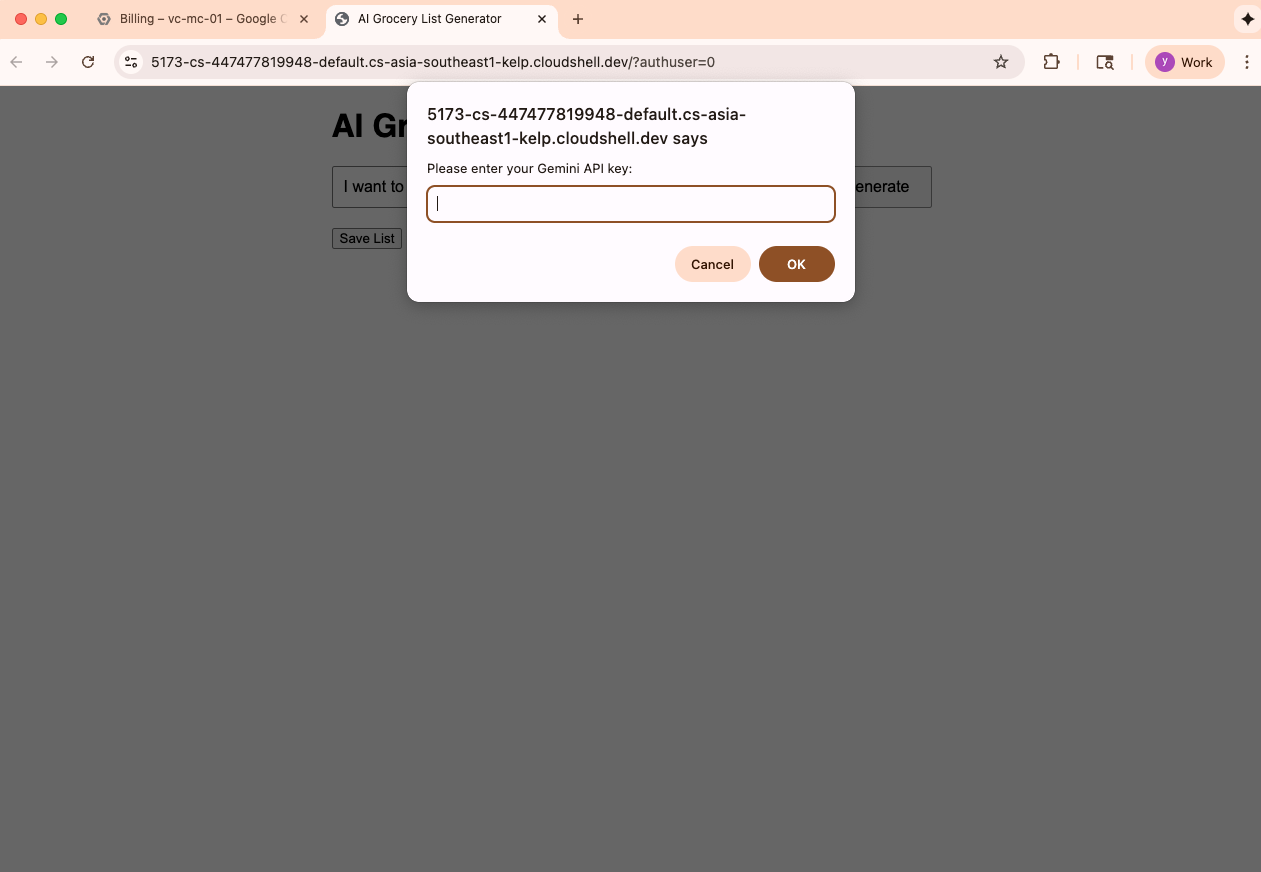 Billing – vc-mc-01 – Google C
AI Grocery List Generator
5173-cs-447477819948-default.cs-asia-southeast1-kelp.cloudshell.dev/?authuser=0
y
Work
AI Gr
5173-cs-447477819948-default.cs-asia-
southeast1-kelp.cloudshell.dev says
Please enter your Gemini API key:
I want to
enerate
Save List
Cancel
OK